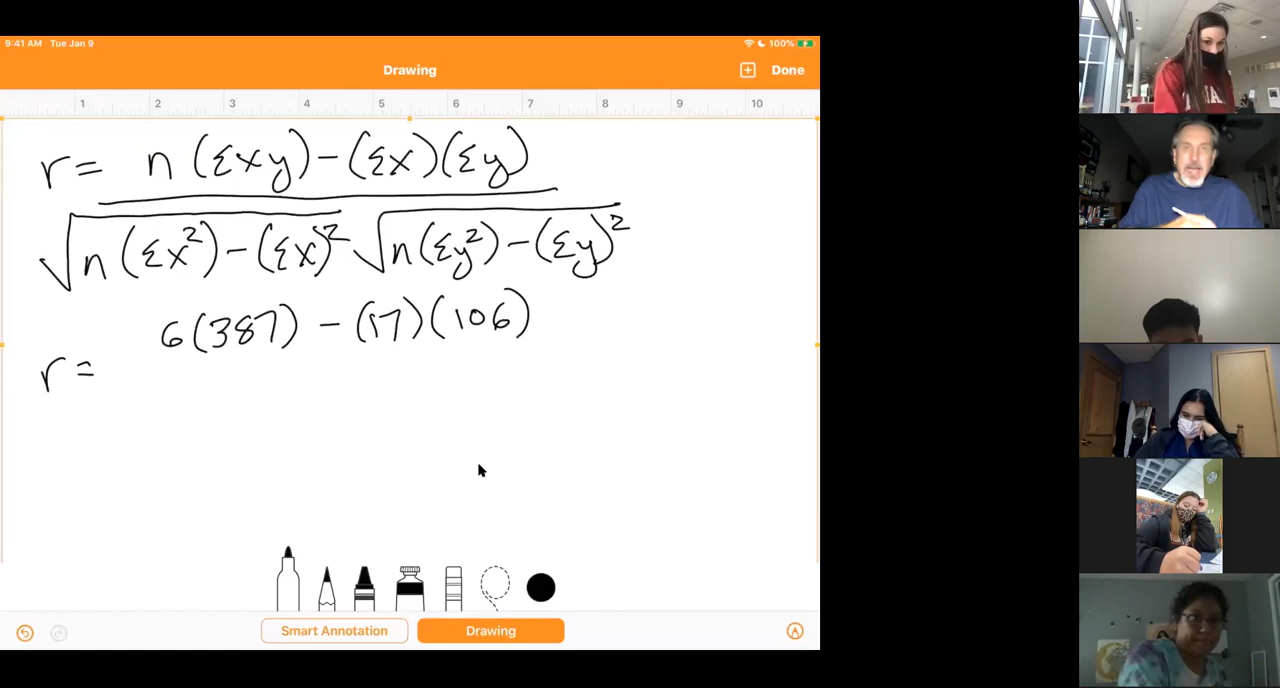 9:41 AM Tue Jan 9
100%
Drawing
Done
1 2 3 4 5 6 7 8 9 10
r = n(Σxy) - (Σx)(Σy)
√n(Σx²) - (Σx)² √n(Σy²) - (Σy)²
6(387) - (17)(106)
r =
Smart Annotation
Drawing